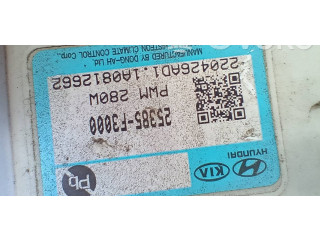 HYUNDAI
KIA
25385-F3000
PWM 280W
220426AD1.1A0812662
MANUFACTURED BY DONG-AH Ltd.
CLIMATE CONTROL Corp.
Pb